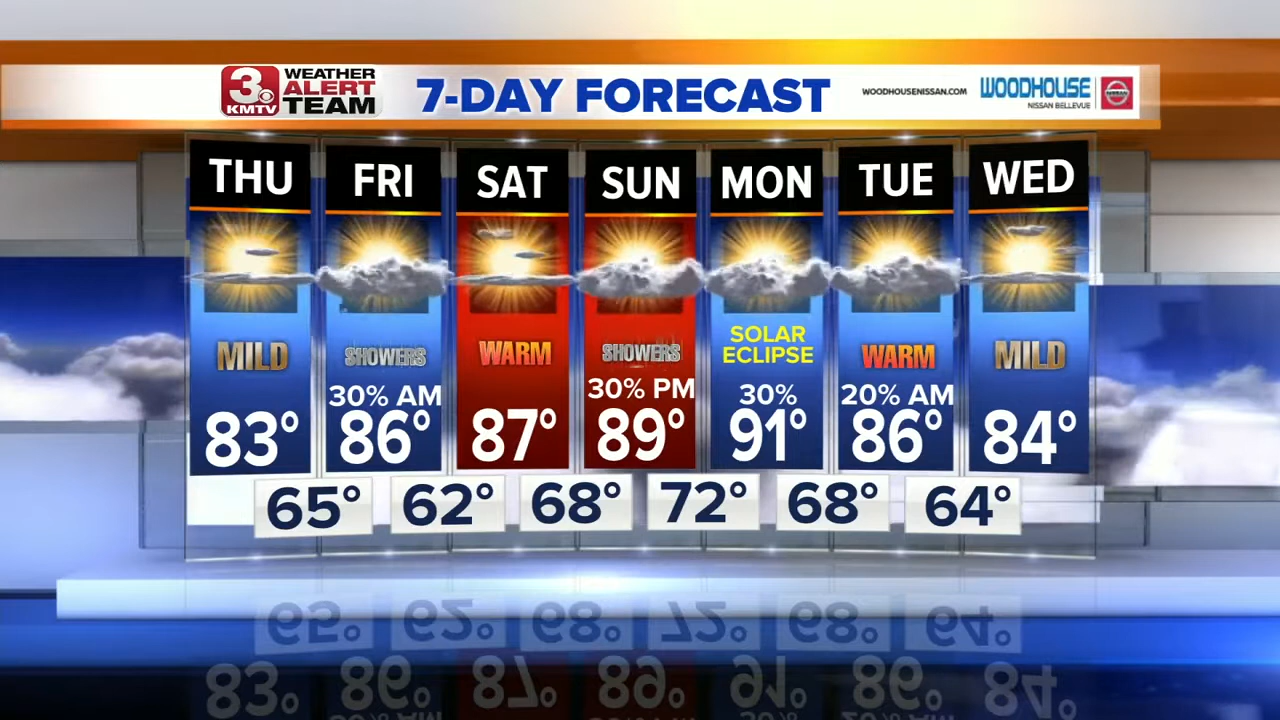 3 KMTV
WEATHER
ALERT
TEAM
7-DAY FORECAST
WOODHOUSENISSAN.COM
WOODHOUSE
NISSAN BELLEVUE
NISSAN
THU
FRI
SAT
SUN
MON
TUE
WED
MILD
SHOWERS
WARM
SHOWERS
SOLAR
ECLIPSE
WARM
MILD
30% AM
30% PM
30%
20% AM
83°
86°
87°
89°
91°
86°
84°
65°
62°
68°
72°
68°
64°